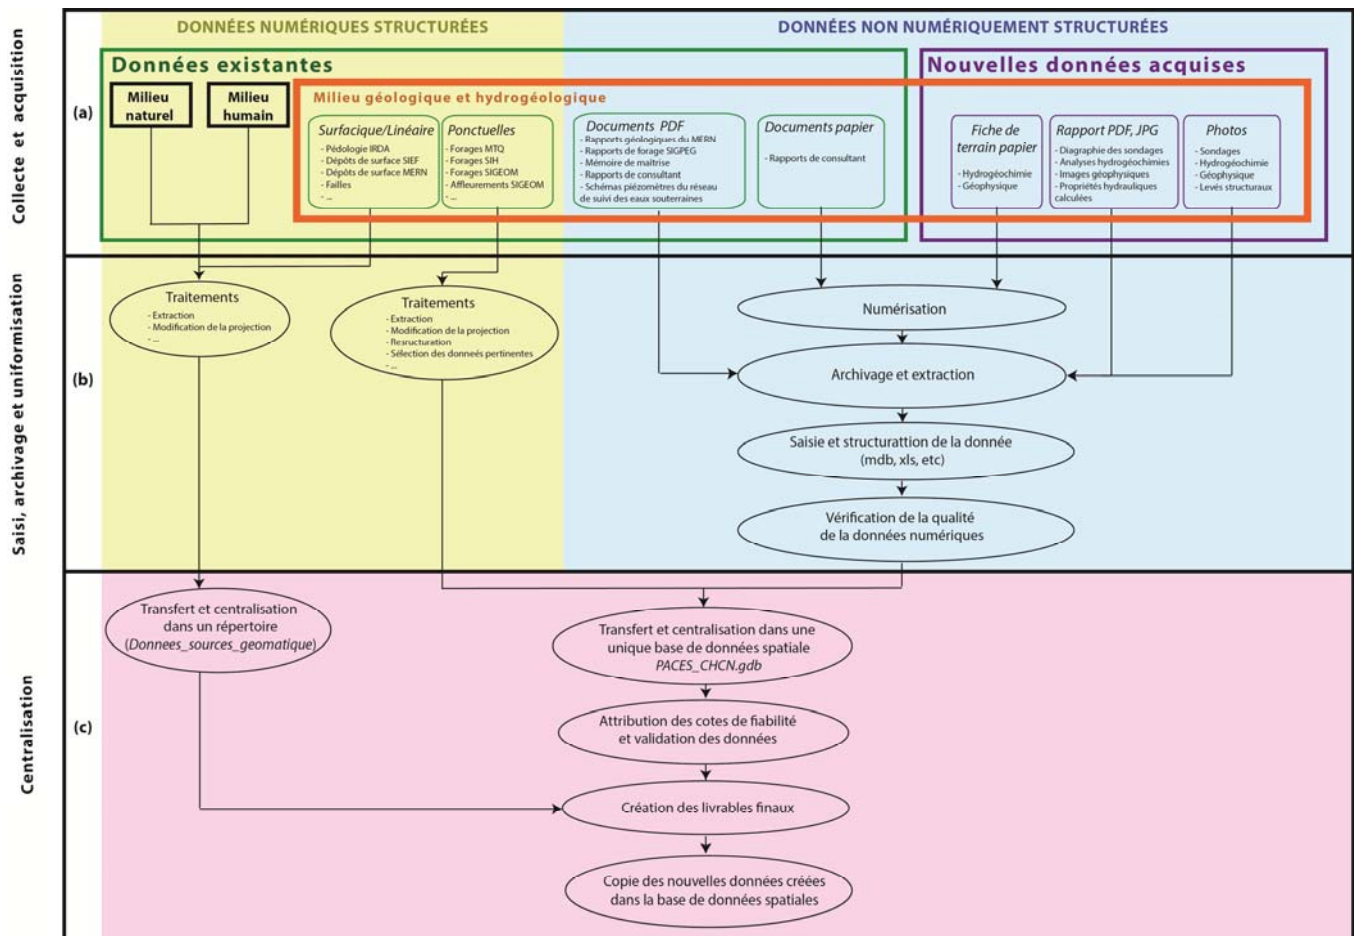 DONNÉES NUMÉRIQUES STRUCTURÉES
DONNÉES NON NUMÉRIQUEMENT STRUCTURÉES
Collecte et acquisition
(a)
Données existantes
Nouvelles données acquises
Milieu
naturel
Milieu
humain
Milieu géologique et hydrogéologique
Surfacique/Linéaire
- Pédologie IRDA
- Dépôts de surface SIEF
- Dépôts de surface MERN
- Failles
- ...
Ponctuelles
- Forages MTQ
- Forages SIH
- Forages SIGEOM
- Affleurements SIGEOM
- ...
Documents PDF
- Rapports géologiques du MERN
- Rapports de forage SIGPEG
- Mémoire de maîtrise
- Rapports de consultant
- Schémas piézomètres du réseau
de suivi des eaux souterraines
Documents papier
- Rapports de consultant
Fiche de
terrain papier
- Hydrogéochimie
- Géophysique
Rapport PDF, JPG
- Diagraphie des sondages
- Analyses hydrogéochimies
- Images géophysiques
- Propriétés hydrauliques
calculées
Photos
- Sondages
- Hydrogéochimie
- Géophysique
- Levés structuraux
Saisi, archivage et uniformisation
(b)
Traitements
- Extraction
- Modification de la projection
- ...
Traitements
- Extraction
- Modification de la projection
- Resructuration
- Sélection des donneés pertinentes
- ...
Numérisation
Archivage et extraction
Saisie et structurattion de la donnée
(mdb, xls, etc)
Vérification de la qualité
de la données numériques
Centralisation
(c)
Transfert et centralisation
dans un répertoire
(Donnees_sources_geomatique)
Transfert et centralisation dans une
unique base de données spatiale
PACES_CHCN.gdb
Attribution des cotes de fiabilité
et validation des données
Création des livrables finaux
Copie des nouvelles données créées
dans la base de données spatiales